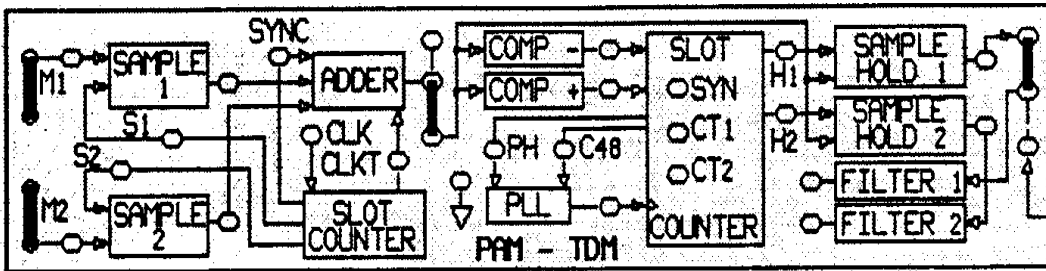 SYNC
M1
SAMPLE
1
ADDER
S1
S2
CLK
CLKT
M2
SAMPLE
2
SLOT
COUNTER
COMP -
COMP +
PH
C48
PLL
PAM - TDM
SLOT
SYN
CT1
CT2
COUNTER
H1
H2
SAMPLE
HOLD 1
SAMPLE
HOLD 2
FILTER 1
FILTER 2